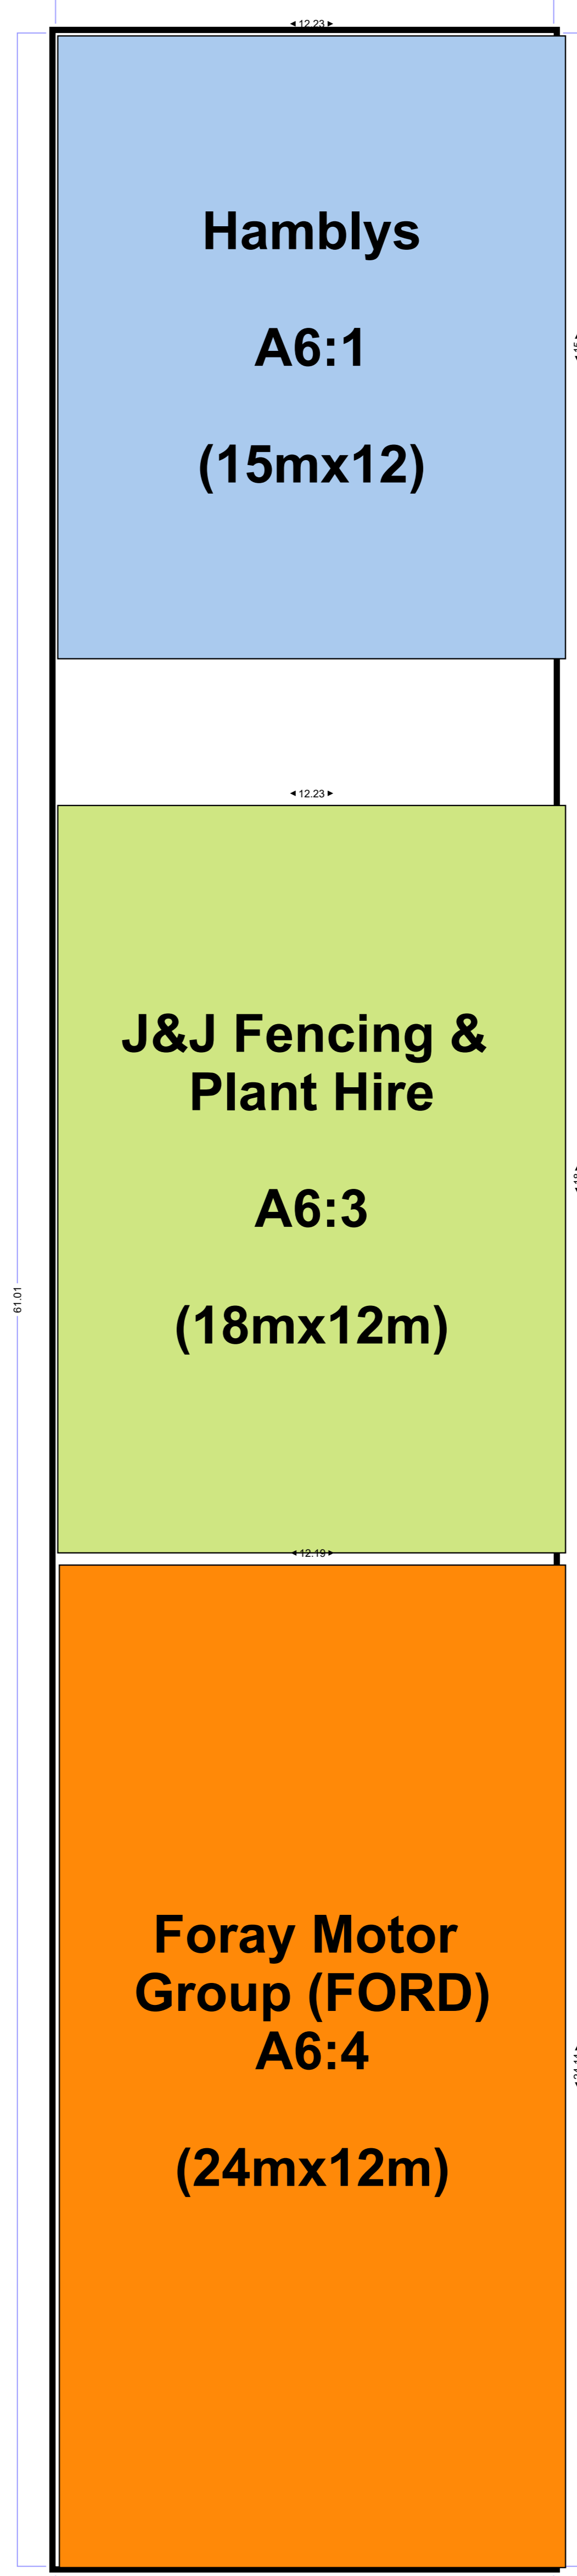 12.23
Hamblys
A6:1
(15mx12)
12.23
J&J Fencing &
Plant Hire
A6:3
(18mx12m)
61.01
12.19
Foray Motor
Group (FORD)
A6:4
(24mx12m)